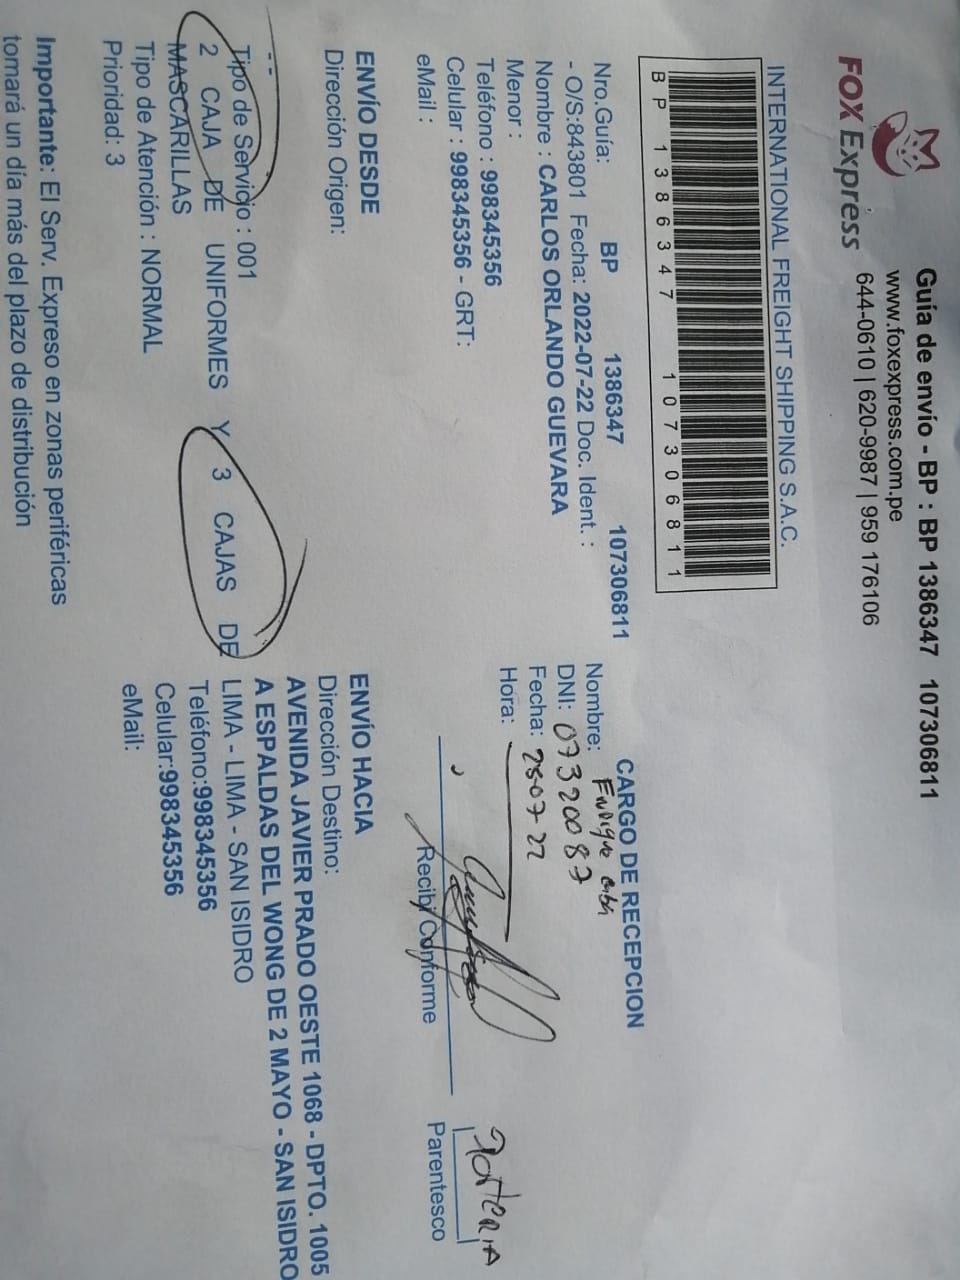 FOX Express
Guía de envío - BP : BP 1386347 107306811
www.foxexpress.com.pe
644-0610 | 620-9987 | 959 176106
INTERNATIONAL FREIGHT SHIPPING S.A.C.
BP 1386347 107306811
Nro.Guía: BP 1386347 107306811
- O/S:843801 Fecha: 2022-07-22 Doc. Ident. :
Nombre : CARLOS ORLANDO GUEVARA
Menor :
Teléfono : 998345356
Celular : 998345356 - GRT:
eMail :
CARGO DE RECEPCION
Nombre: Enrique
DNI: 07320087
Fecha: 25-07-22
Hora:
Recibi Conforme
PORTERIA
Parentesco
ENVÍO DESDE
Dirección Origen:
ENVÍO HACIA
Dirección Destino:
AVENIDA JAVIER PRADO OESTE 1068 - DPTO. 1005
A ESPALDAS DEL WONG DE 2 MAYO - SAN ISIDRO
LIMA - LIMA - SAN ISIDRO
Teléfono:998345356
Celular:998345356
eMail:
--
Tipo de Servicio : 001
2 CAJA DE UNIFORMES Y 3 CAJAS DE
MASCARILLAS
Tipo de Atención : NORMAL
Prioridad: 3
Importante: El Serv. Expreso en zonas periféricas
tomará un día más del plazo de distribución